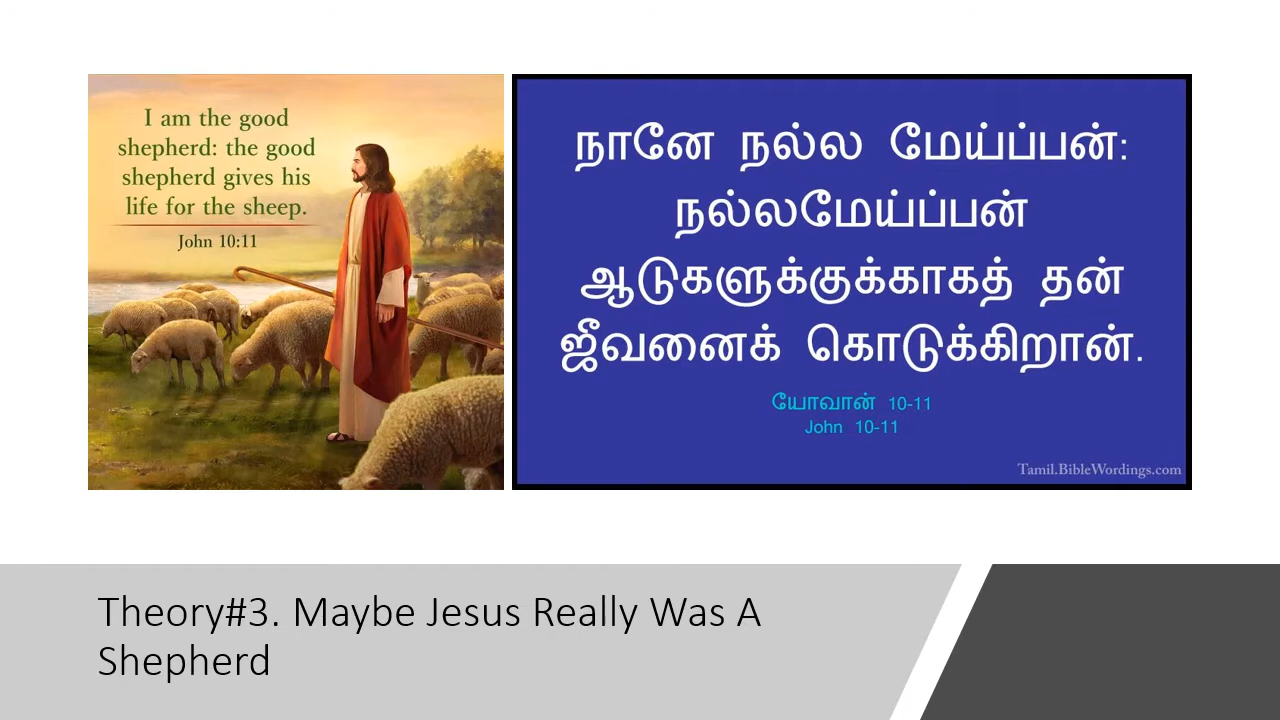 I am the good
shepherd: the good
shepherd gives his
life for the sheep.
John 10:11
நானே நல்ல மேய்ப்பன்:
நல்லமேய்ப்பன்
ஆடுகளுக்குக்காகத் தன்
ஜீவனைக் கொடுக்கிறான்.
யோவான் 10-11
John 10-11
Tamil.BibleWordings.com
Theory#3. Maybe Jesus Really Was A
Shepherd